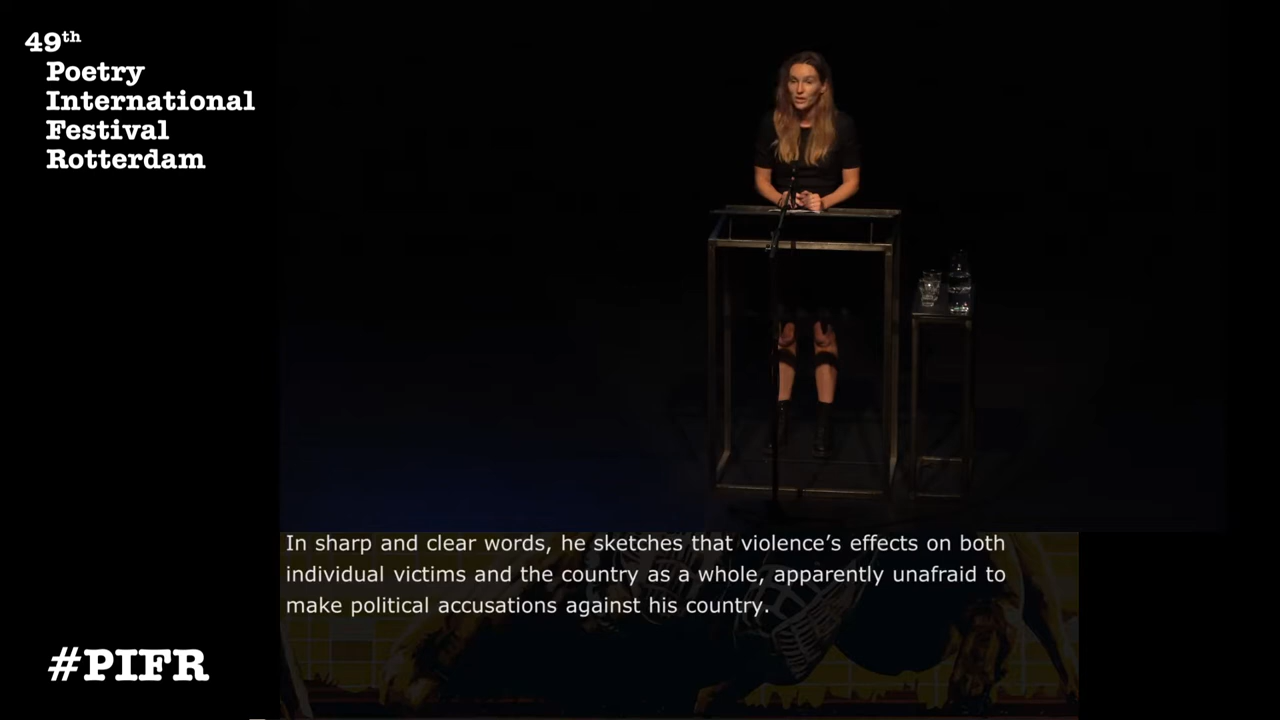 49th
Poetry
International
Festival
Rotterdam
In sharp and clear words, he sketches that violence's effects on both
individual victims and the country as a whole, apparently unafraid to
make political accusations against his country.
#PIFR